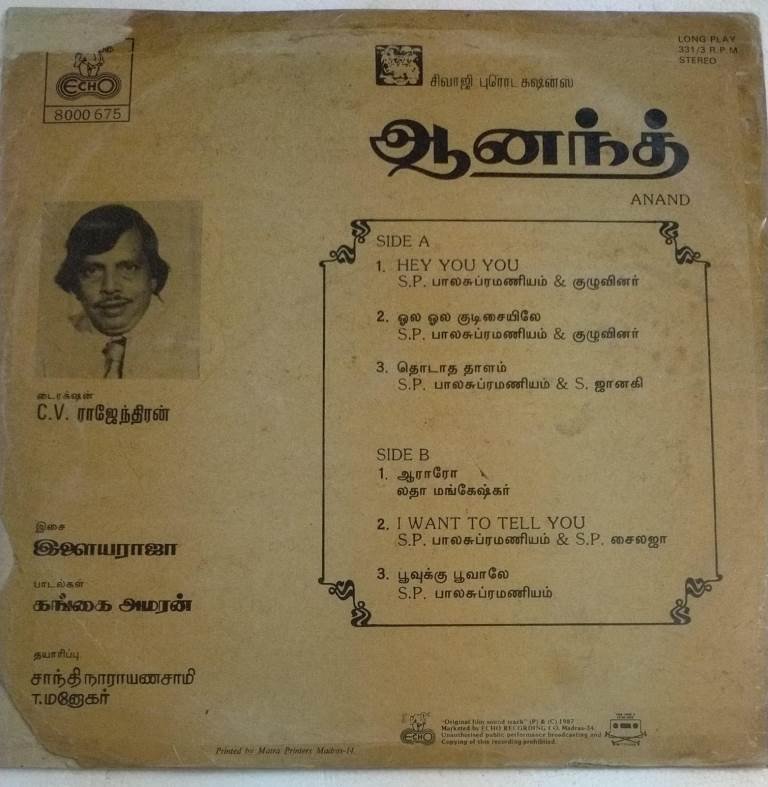 ECHO
8000 675
LONG PLAY
331/3 R.P.M
STEREO
சிவாஜி புரொடகஷன்ஸ
ஆனந்த்
ANAND
டைரக்ஷன்
C.V. ராஜேந்திரன்
இசை
இளையராஜா
பாடல்கள்
கங்கை அமரன்
தயாரிப்பு
சாந்திநாராயணசாமி
T.மனோகர்
SIDE A
1. HEY YOU YOU
S.P. பாலசுப்ரமணியம் & குழுவினர்
2. ஓல ஓல குடிசையிலே
S.P. பாலசுப்ரமணியம் & குழுவினர்
3. தொடாத தாளம்
S.P. பாலசுப்ரமணியம் & S. ஜானகி
SIDE B
1. ஆராரோ
லதா மங்கேஷ்கர்
2. I WANT TO TELL YOU
S.P. பாலசுப்ரமணியம் & S.P. சைலஜா
3. பூவுக்கு பூவாலே
S.P. பாலசுப்ரமணியம்
ECHO
"Original film sound track" (P) & (C) 1987
Marketed by ECHO RECORDING CO. Madras-34.
Unauthorised public performance broadcasting and
Copying of this recording prohibited.
Printed by Matra Printers Madras-14.